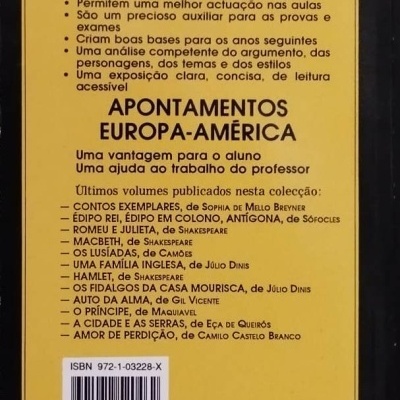 • Permitem uma melhor actuação nas aulas
• São um precioso auxiliar para as provas e
exames
• Criam boas bases para os anos seguintes
• Uma análise competente do argumento, das
personagens, dos temas e dos estilos
• Uma exposição clara, concisa, de leitura
acessível
APONTAMENTOS
EUROPA-AMÉRICA
Uma vantagem para o aluno
Uma ajuda ao trabalho do professor
Últimos volumes publicados nesta colecção:
— CONTOS EXEMPLARES, de SOPHIA DE MELLO BREYNER
— ÉDIPO REI, ÉDIPO EM COLONO, ANTÍGONA, de SÓFOCLES
— ROMEU E JULIETA, de SHAKESPEARE
— MACBETH, de SHAKESPEARE
— OS LUSÍADAS, de CAMÕES
— UMA FAMÍLIA INGLESA, de JÚLIO DINIS
— HAMLET, de SHAKESPEARE
— OS FIDALGOS DA CASA MOURISCA, de JÚLIO DINIS
— AUTO DA ALMA, de GIL VICENTE
— O PRÍNCIPE, de MAQUIAVEL
— A CIDADE E AS SERRAS, de EÇA DE QUEIRÓS
— AMOR DE PERDIÇÃO, de CAMILO CASTELO BRANCO
ISBN 972-1-03228-X